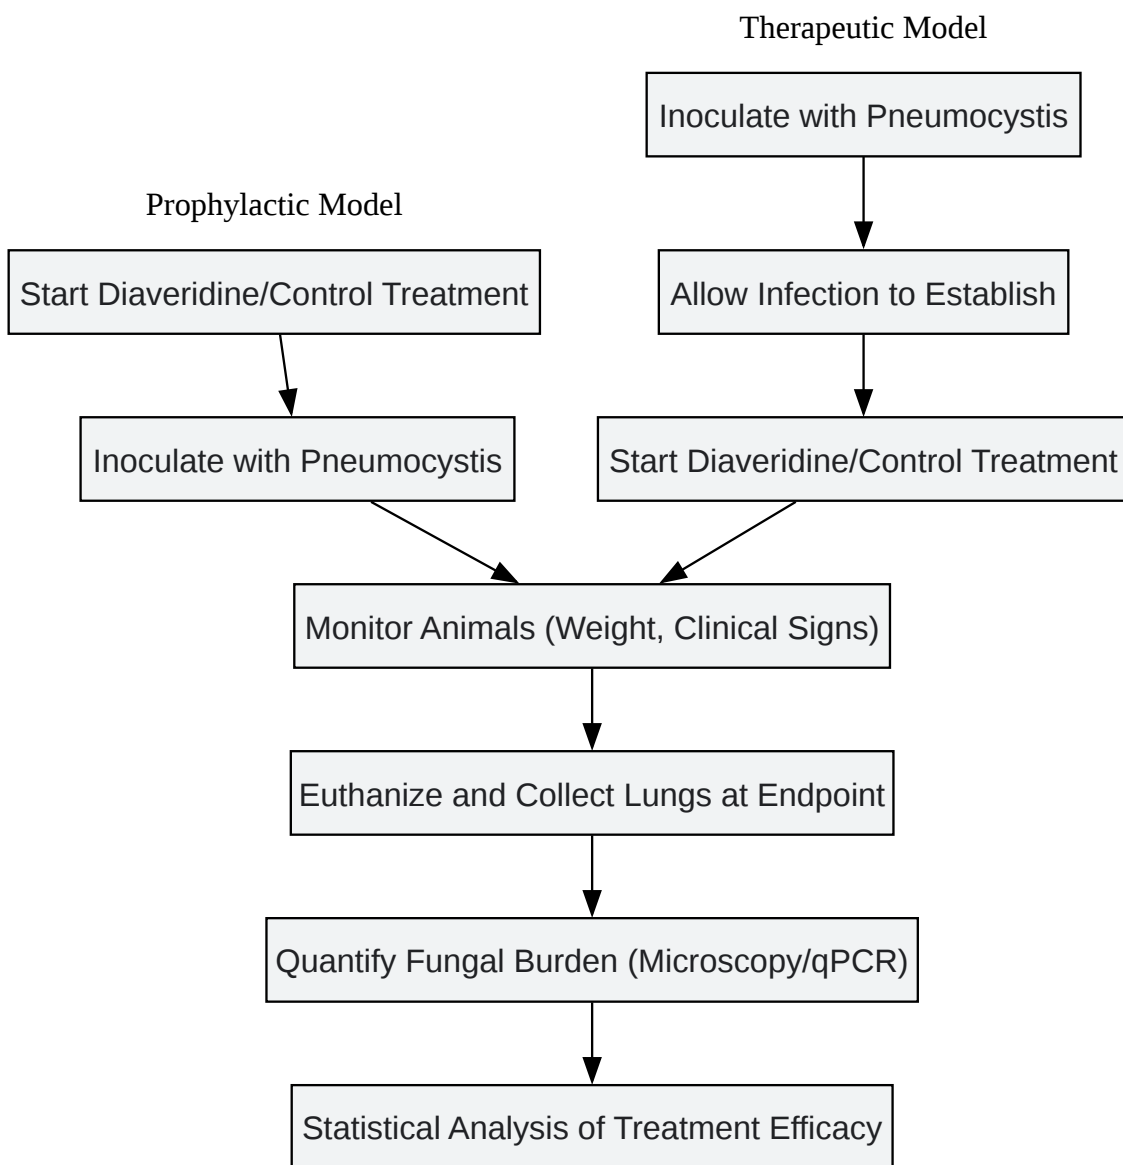 Therapeutic Model
Inoculate with Pneumocystis
Prophylactic Model
Start Diaveridine/Control Treatment
Allow Infection to Establish
Inoculate with Pneumocystis
Start Diaveridine/Control Treatment
Monitor Animals (Weight, Clinical Signs)
Euthanize and Collect Lungs at Endpoint
Quantify Fungal Burden (Microscopy/qPCR)
Statistical Analysis of Treatment Efficacy